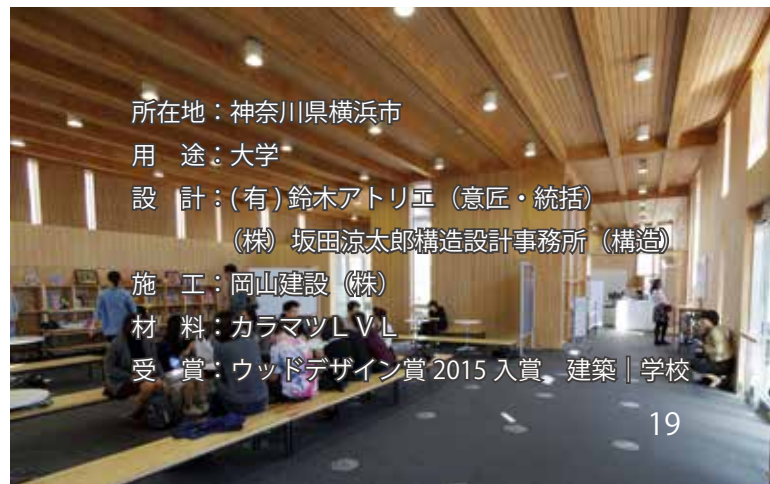 所在地：神奈川県横浜市
用　途：大学
設　計：(有)鈴木アトリエ（意匠・統括）
（株）坂田涼太郎構造設計事務所（構造）
施　工：岡山建設（株）
材　料：カラマツＬＶＬ
受　賞：ウッドデザイン賞 2015 入賞　建築｜学校
19